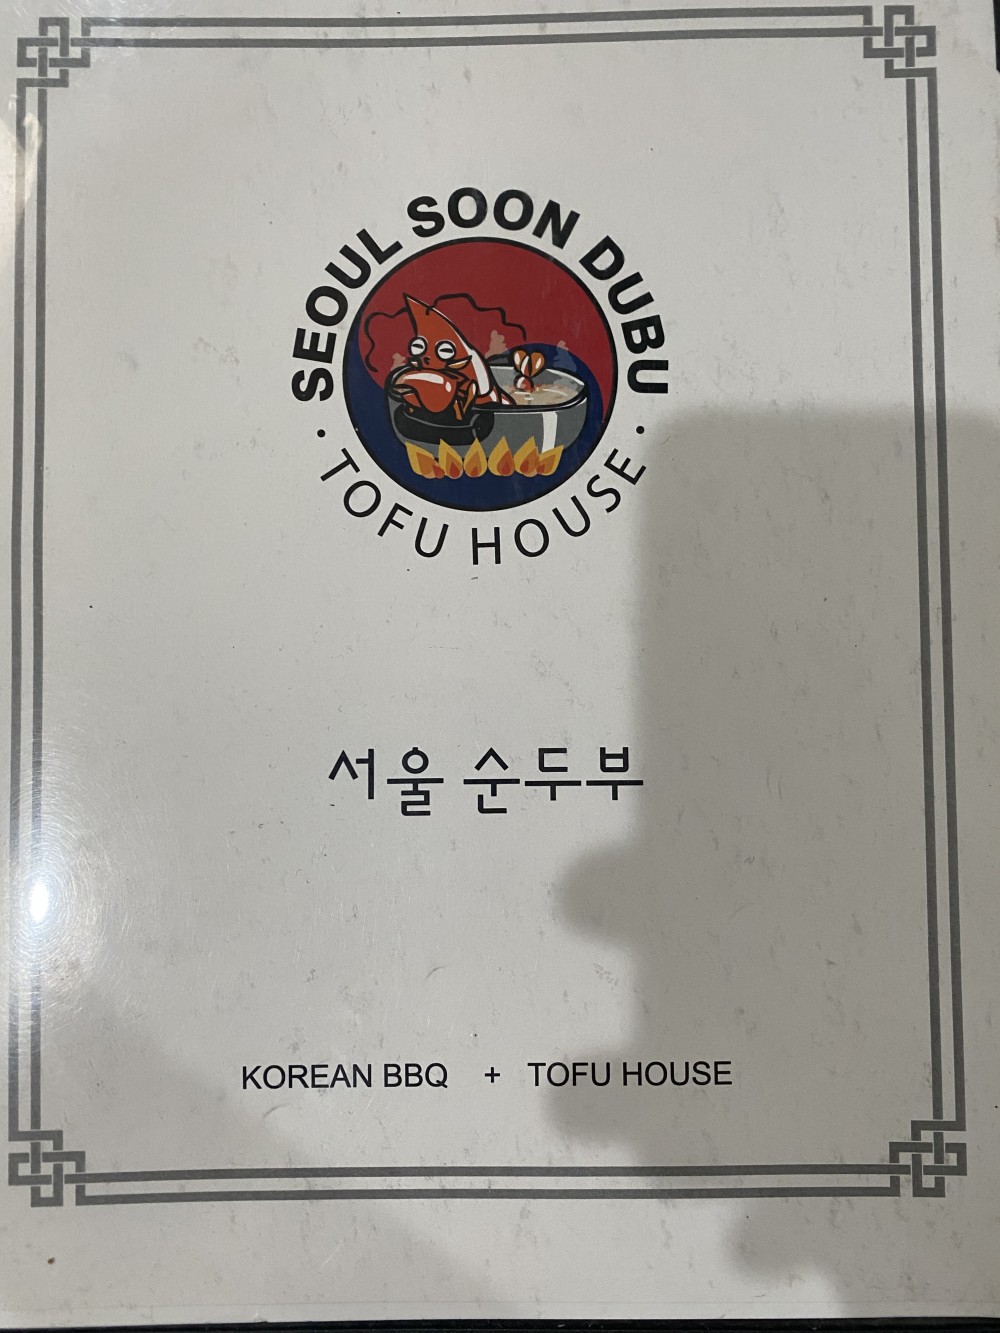 SEOUL SOON DUBU
· TOFU HOUSE ·
서울 순두부
KOREAN BBQ + TOFU HOUSE